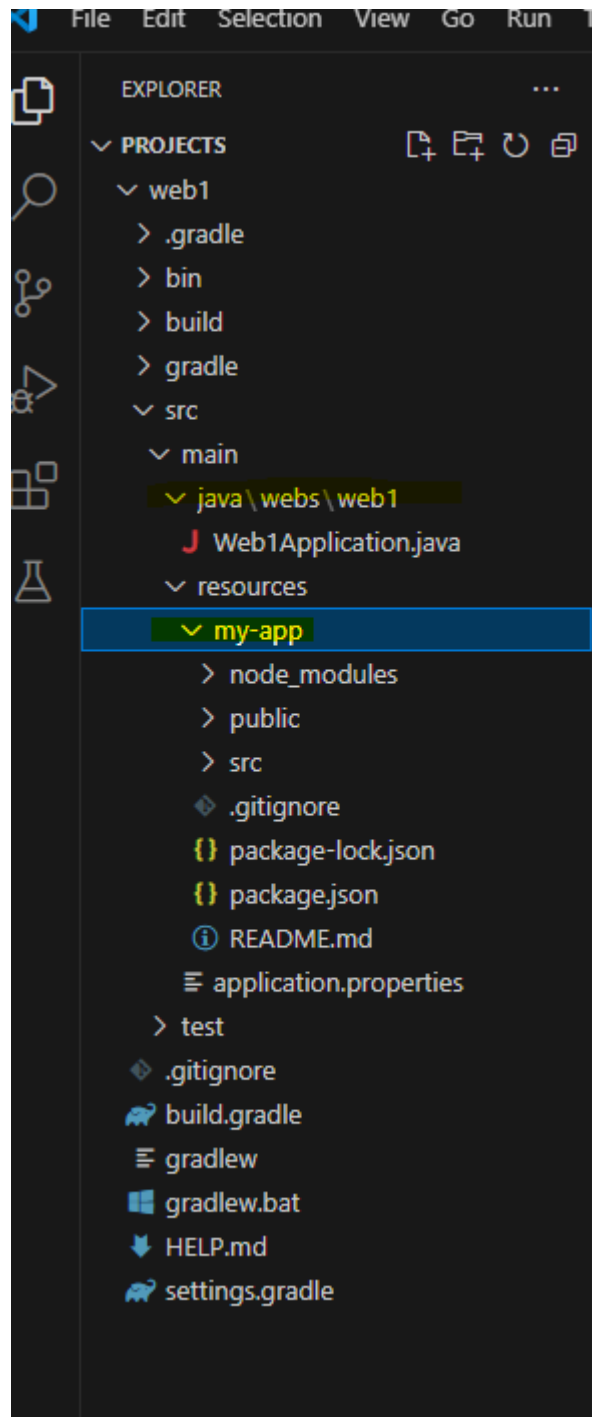 File Edit Selection View Go Run
EXPLORER ...
PROJECTS
web1
.gradle
bin
build
gradle
src
main
java\webs\web1
J Web1Application.java
resources
my-app
node_modules
public
src
.gitignore
{} package-lock.json
{} package.json
README.md
application.properties
test
.gitignore
build.gradle
gradlew
gradlew.bat
HELP.md
settings.gradle